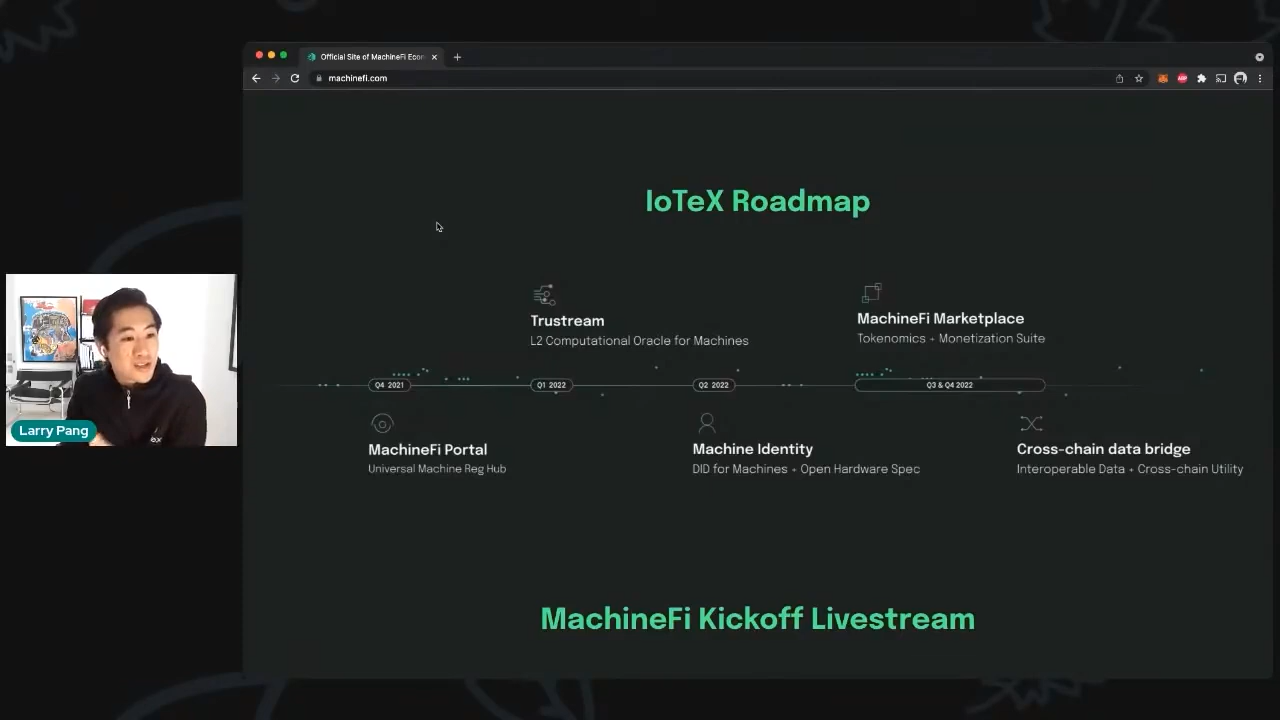 Official Site of MachineFi Econ
machinefi.com
IoTeX Roadmap
Trustream
L2 Computational Oracle for Machines
MachineFi Marketplace
Tokenomics + Monetization Suite
Q4 2021
Q1 2022
Q2 2022
Q3 & Q4 2022
MachineFi Portal
Universal Machine Reg Hub
Machine Identity
DID for Machines + Open Hardware Spec
Cross-chain data bridge
Interoperable Data + Cross-chain Utility
Larry Pang
MachineFi Kickoff Livestream